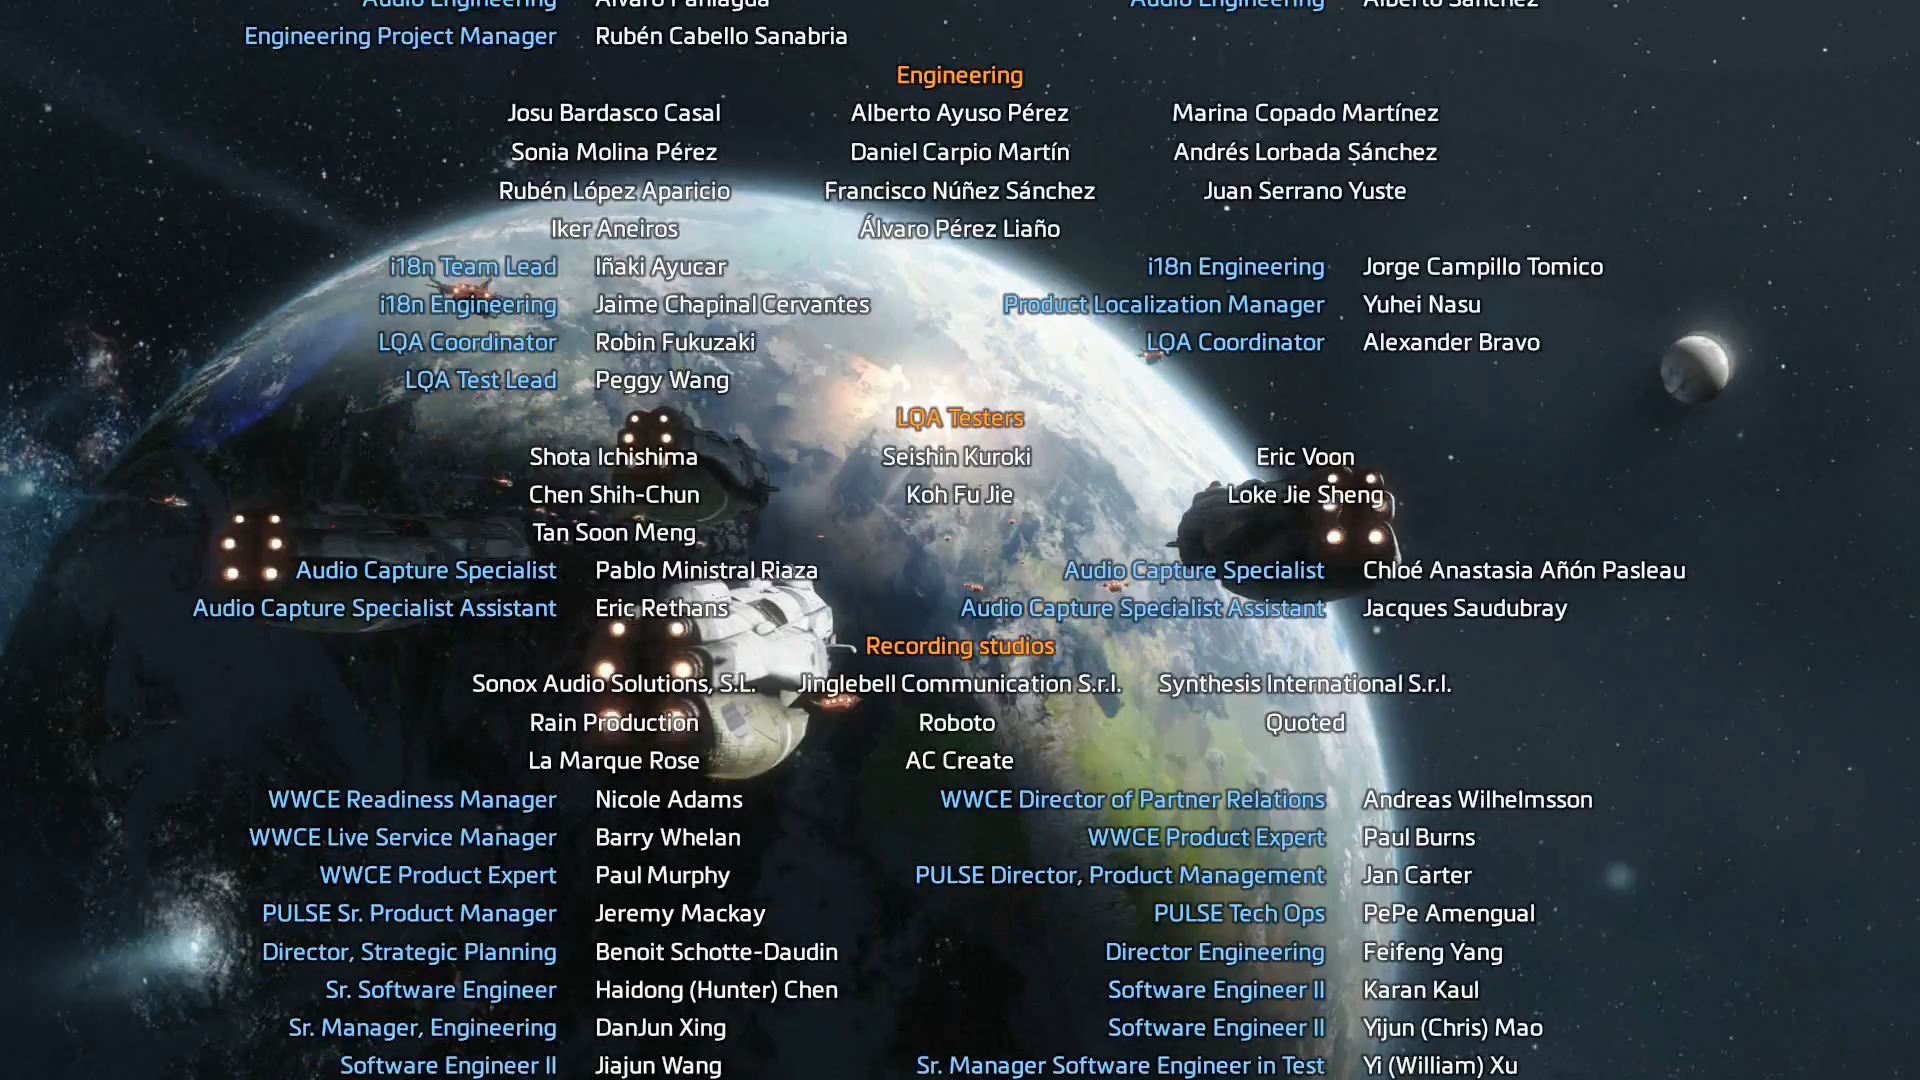 Audio Engineering Álvaro Paniagua Audio Engineering Alberto Sánchez
Engineering Project Manager Rubén Cabello Sanabria
Engineering
Josu Bardasco Casal Alberto Ayuso Pérez Marina Copado Martínez
Sonia Molina Pérez Daniel Carpio Martín Andrés Lorbada Sánchez
Rubén López Aparicio Francisco Núñez Sánchez Juan Serrano Yuste
Iker Aneiros Álvaro Pérez Liaño
i18n Team Lead Iñaki Ayucar i18n Engineering Jorge Campillo Tomico
i18n Engineering Jaime Chapinal Cervantes Product Localization Manager Yuhei Nasu
LQA Coordinator Robin Fukuzaki LQA Coordinator Alexander Bravo
LQA Test Lead Peggy Wang
LQA Testers
Shota Ichishima Seishin Kuroki Eric Voon
Chen Shih-Chun Koh Fu Jie Loke Jie Sheng
Tan Soon Meng
Audio Capture Specialist Pablo Ministral Riaza Audio Capture Specialist Chloé Anastasia Añón Pasleau
Audio Capture Specialist Assistant Eric Rethans Audio Capture Specialist Assistant Jacques Saudubray
Recording studios
Sonox Audio Solutions, S.L. Jinglebell Communication S.r.l. Synthesis International S.r.l.
Rain Production Roboto Quoted
La Marque Rose AC Create
WWCE Readiness Manager Nicole Adams WWCE Director of Partner Relations Andreas Wilhelmsson
WWCE Live Service Manager Barry Whelan WWCE Product Expert Paul Burns
WWCE Product Expert Paul Murphy PULSE Director, Product Management Jan Carter
PULSE Sr. Product Manager Jeremy Mackay PULSE Tech Ops PePe Amengual
Director, Strategic Planning Benoit Schotte-Daudin Director Engineering Feifeng Yang
Sr. Software Engineer Haidong (Hunter) Chen Software Engineer II Karan Kaul
Sr. Manager, Engineering DanJun Xing Software Engineer II Yijun (Chris) Mao
Software Engineer II Jiajun Wang Sr. Manager Software Engineer in Test Yi (William) Xu